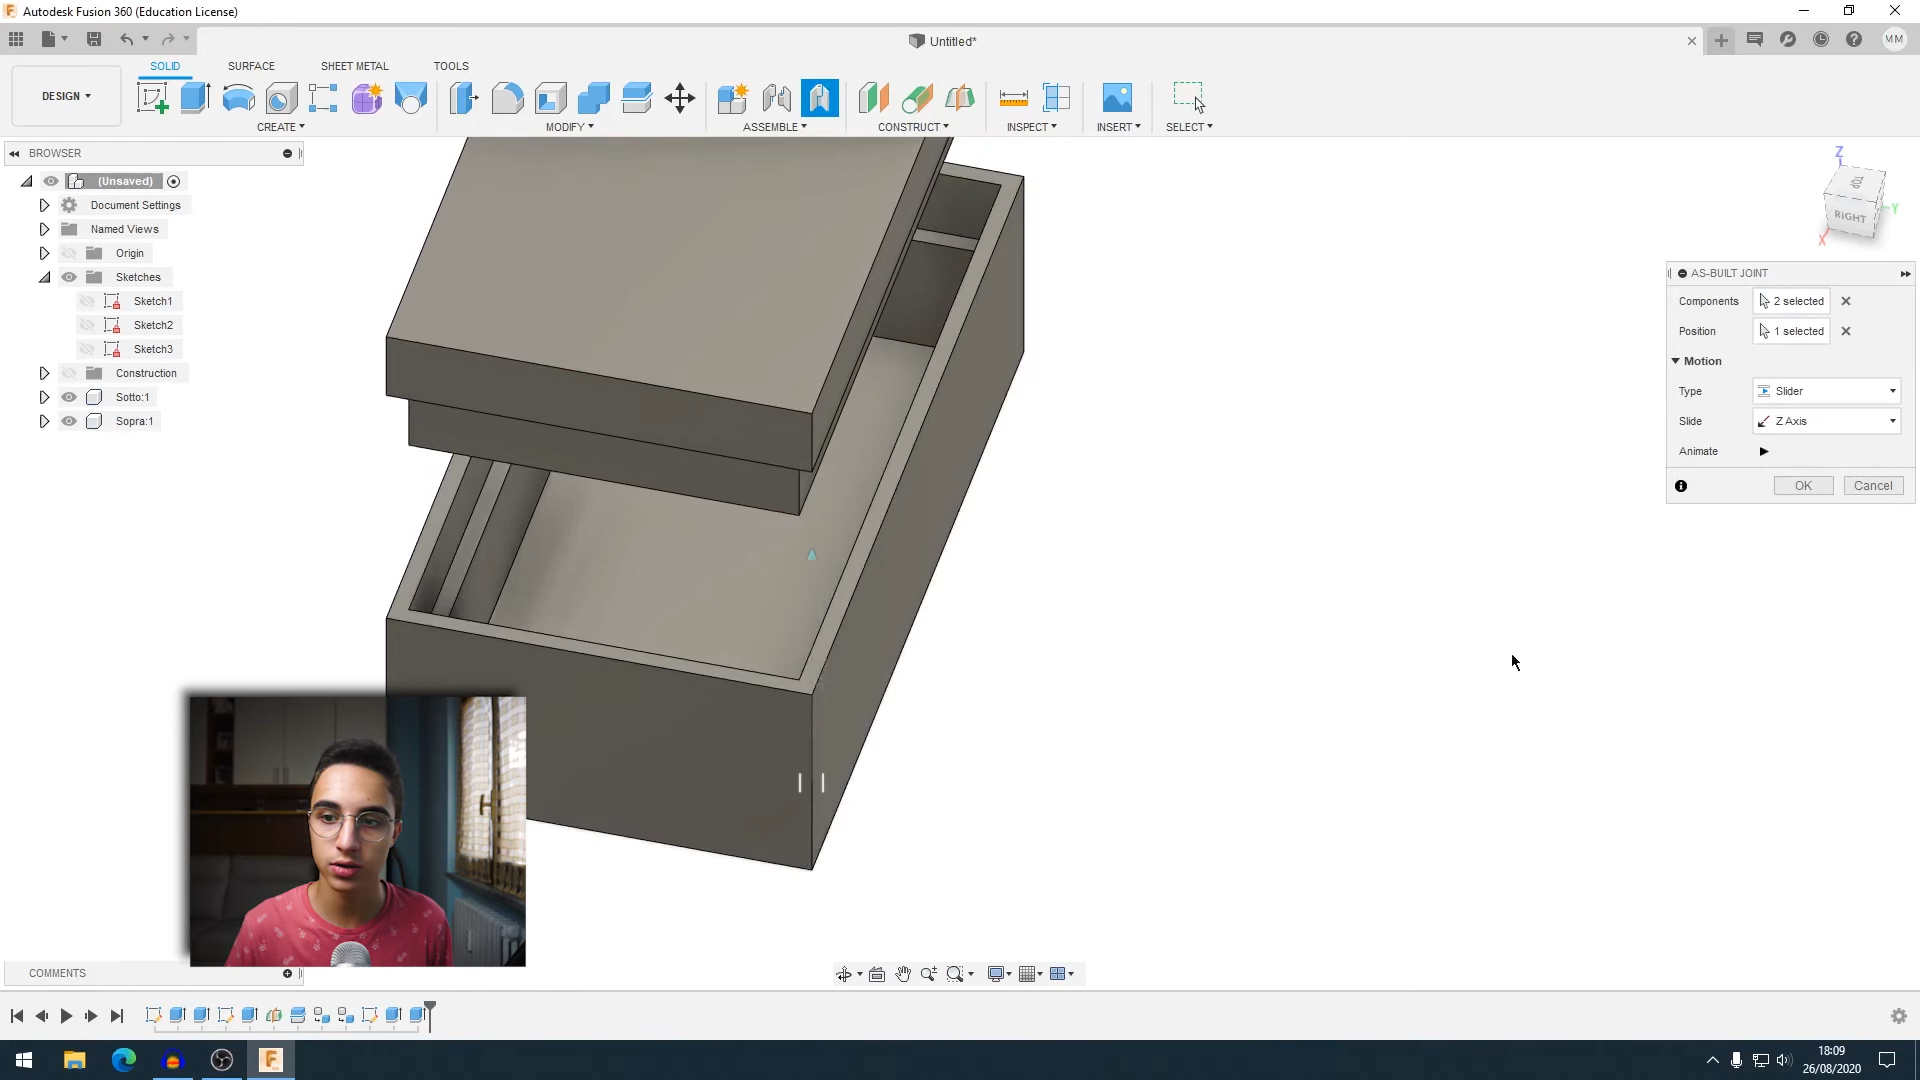 Autodesk Fusion 360 (Education License)
Untitled*
MM
DESIGN
SOLID
SURFACE
SHEET METAL
TOOLS
CREATE
MODIFY
ASSEMBLE
CONSTRUCT
INSPECT
INSERT
SELECT
BROWSER
(Unsaved)
Document Settings
Named Views
Origin
Sketches
Sketch1
Sketch2
Sketch3
Construction
Sotto:1
Sopra:1
Z
TOP
RIGHT
Y
X
AS-BUILT JOINT
Components 2 selected
Position 1 selected
Motion
Type Slider
Slide Z Axis
Animate
OK Cancel
COMMENTS
18:09
26/08/2020